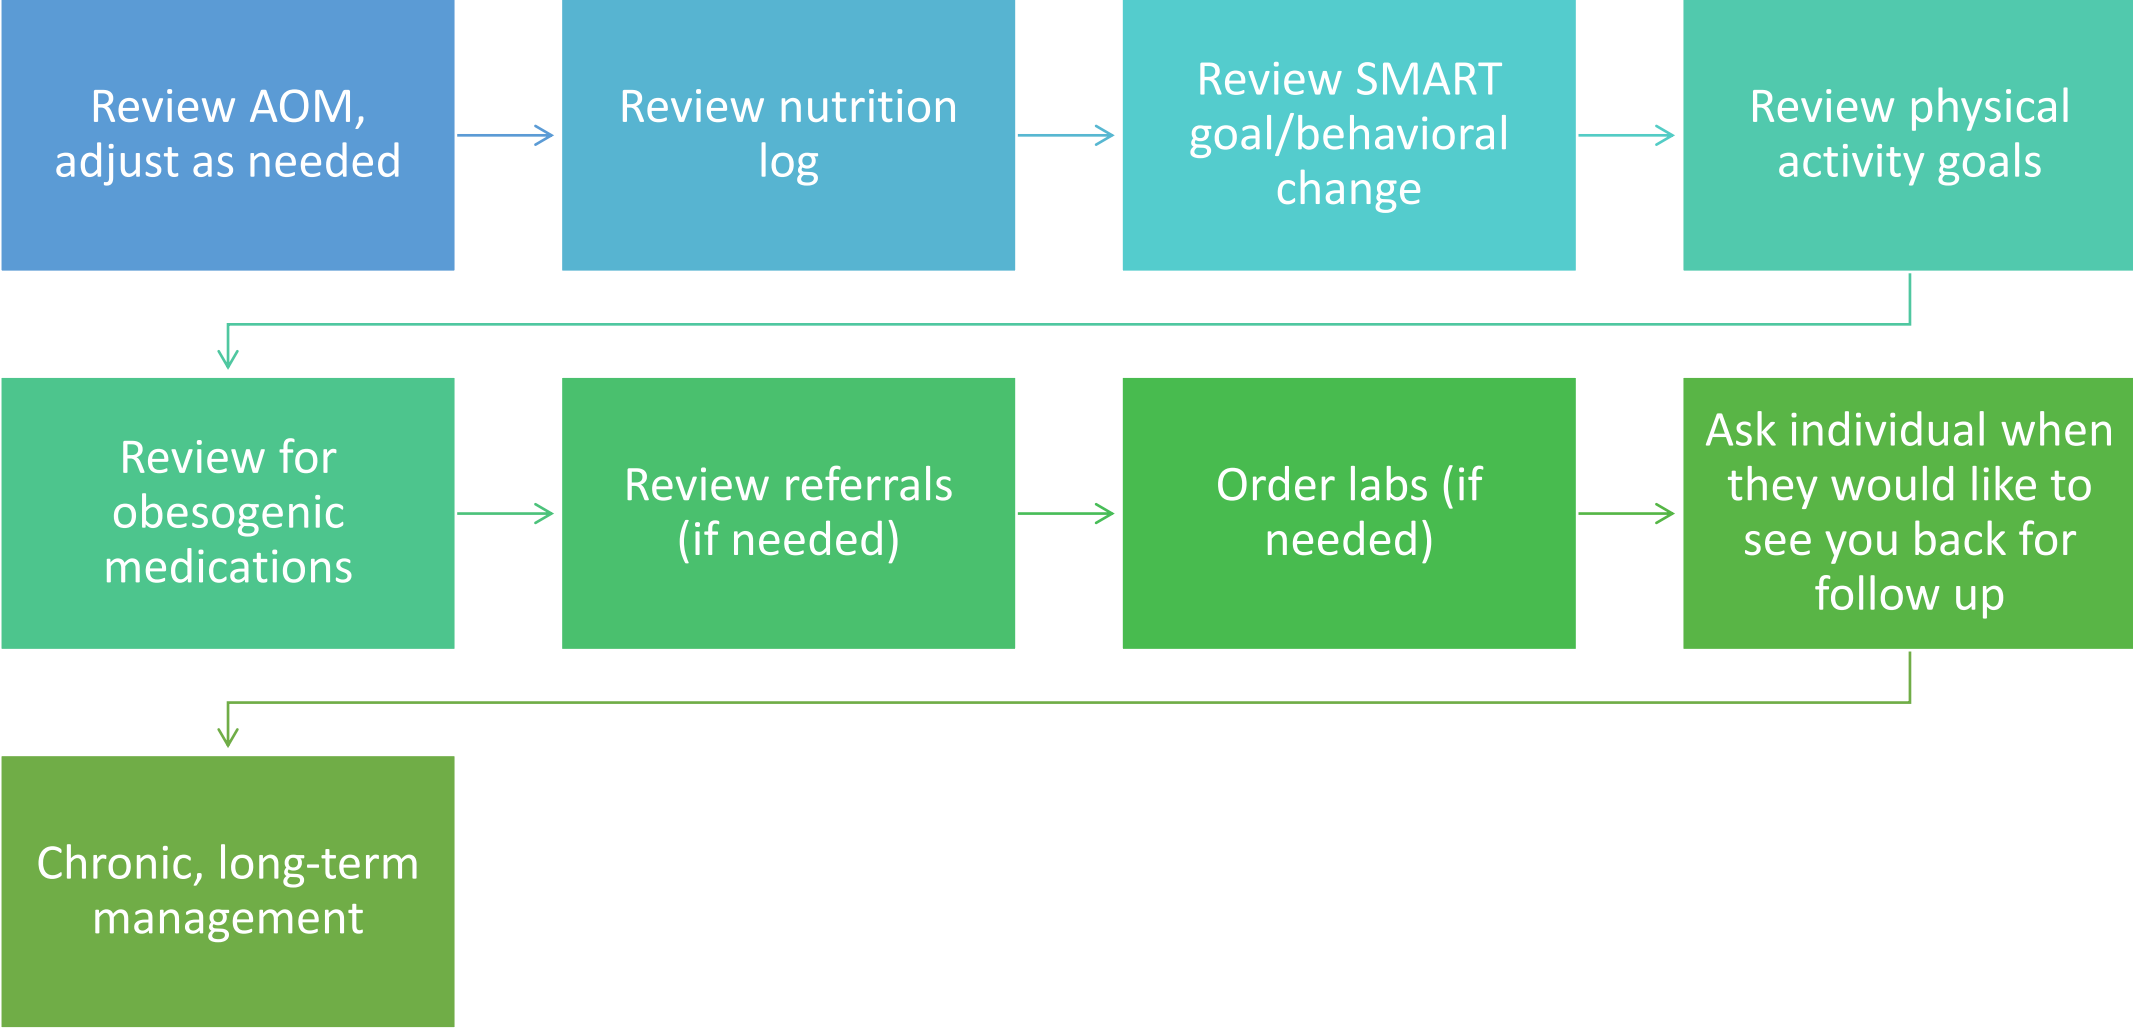 Review AOM,
adjust as needed
Review nutrition
log
Review SMART
goal/behavioral
change
Review physical
activity goals
Review for
obesogenic
medications
Review referrals
(if needed)
Order labs (if
needed)
Ask individual when
they would like to
see you back for
follow up
Chronic, long-term
management